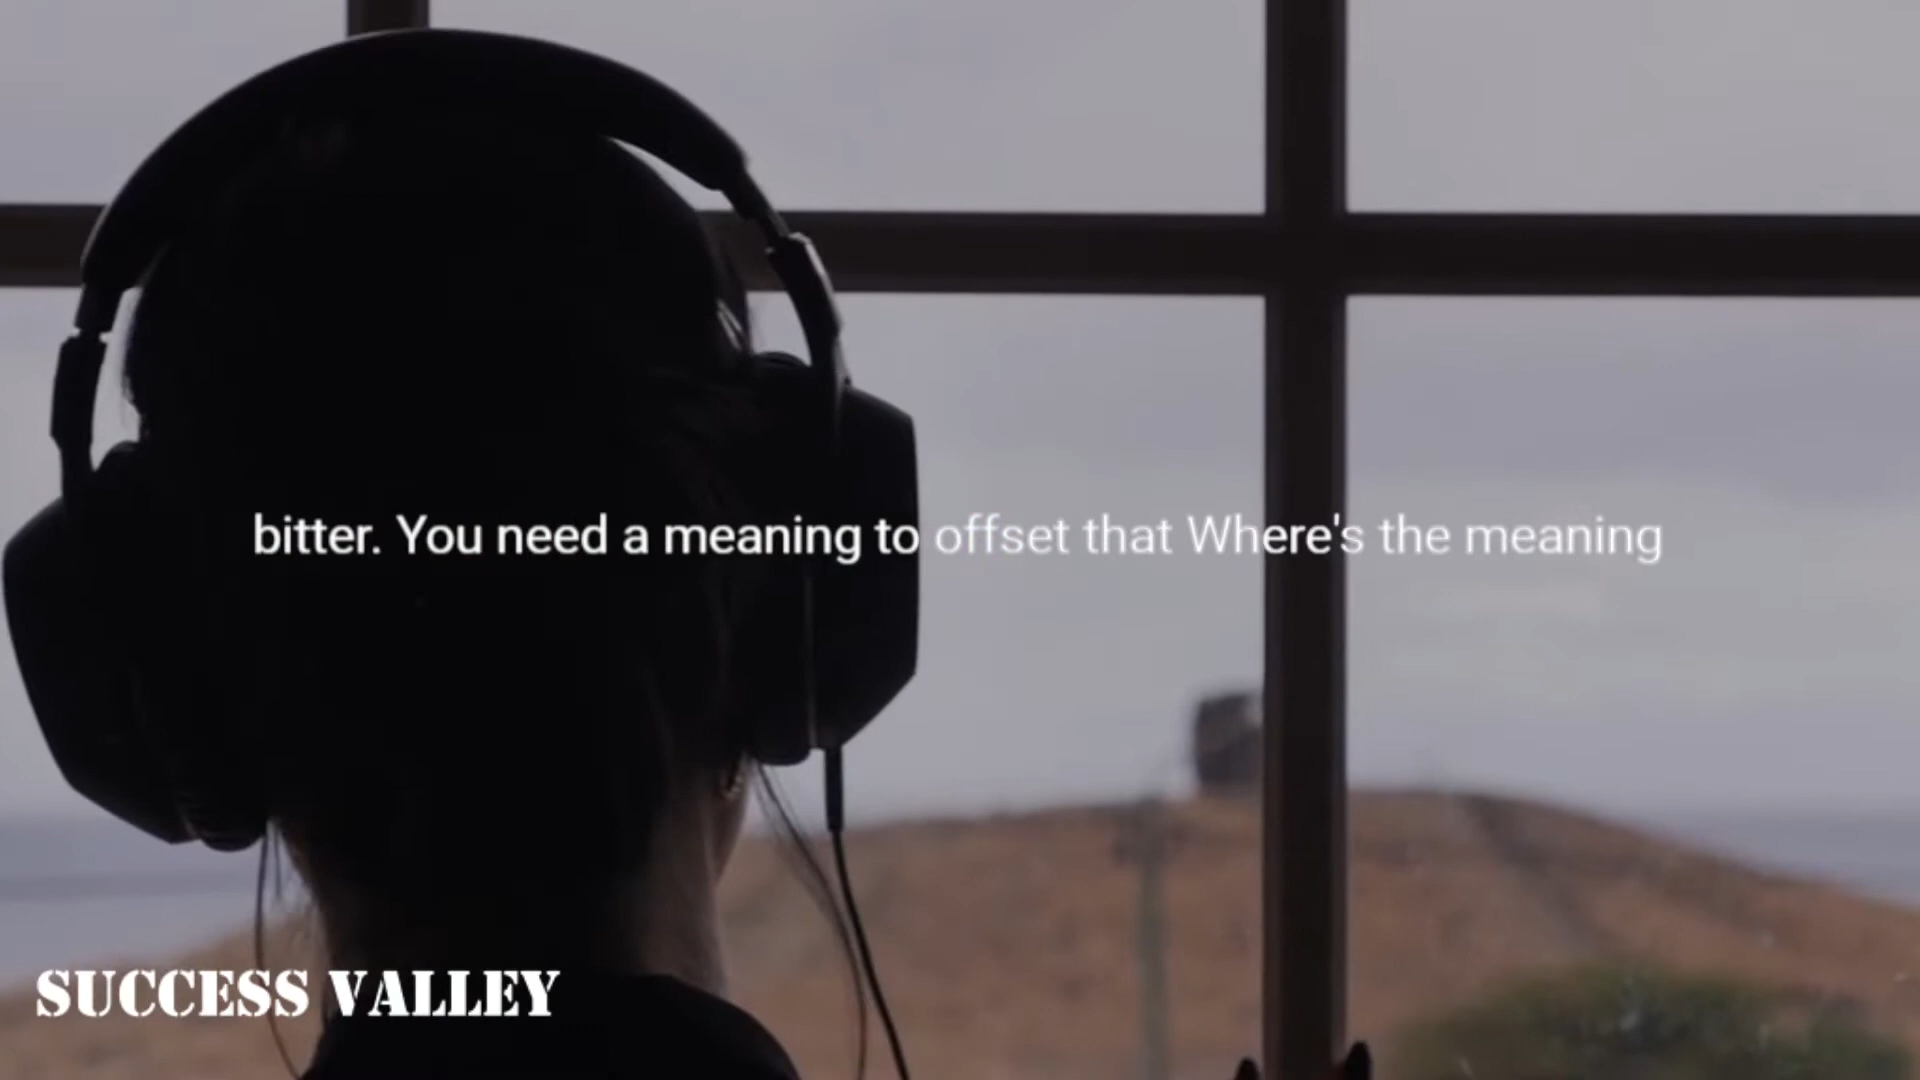 bitter. You need a meaning to offset that Where's the meaning
SUCCESS VALLEY